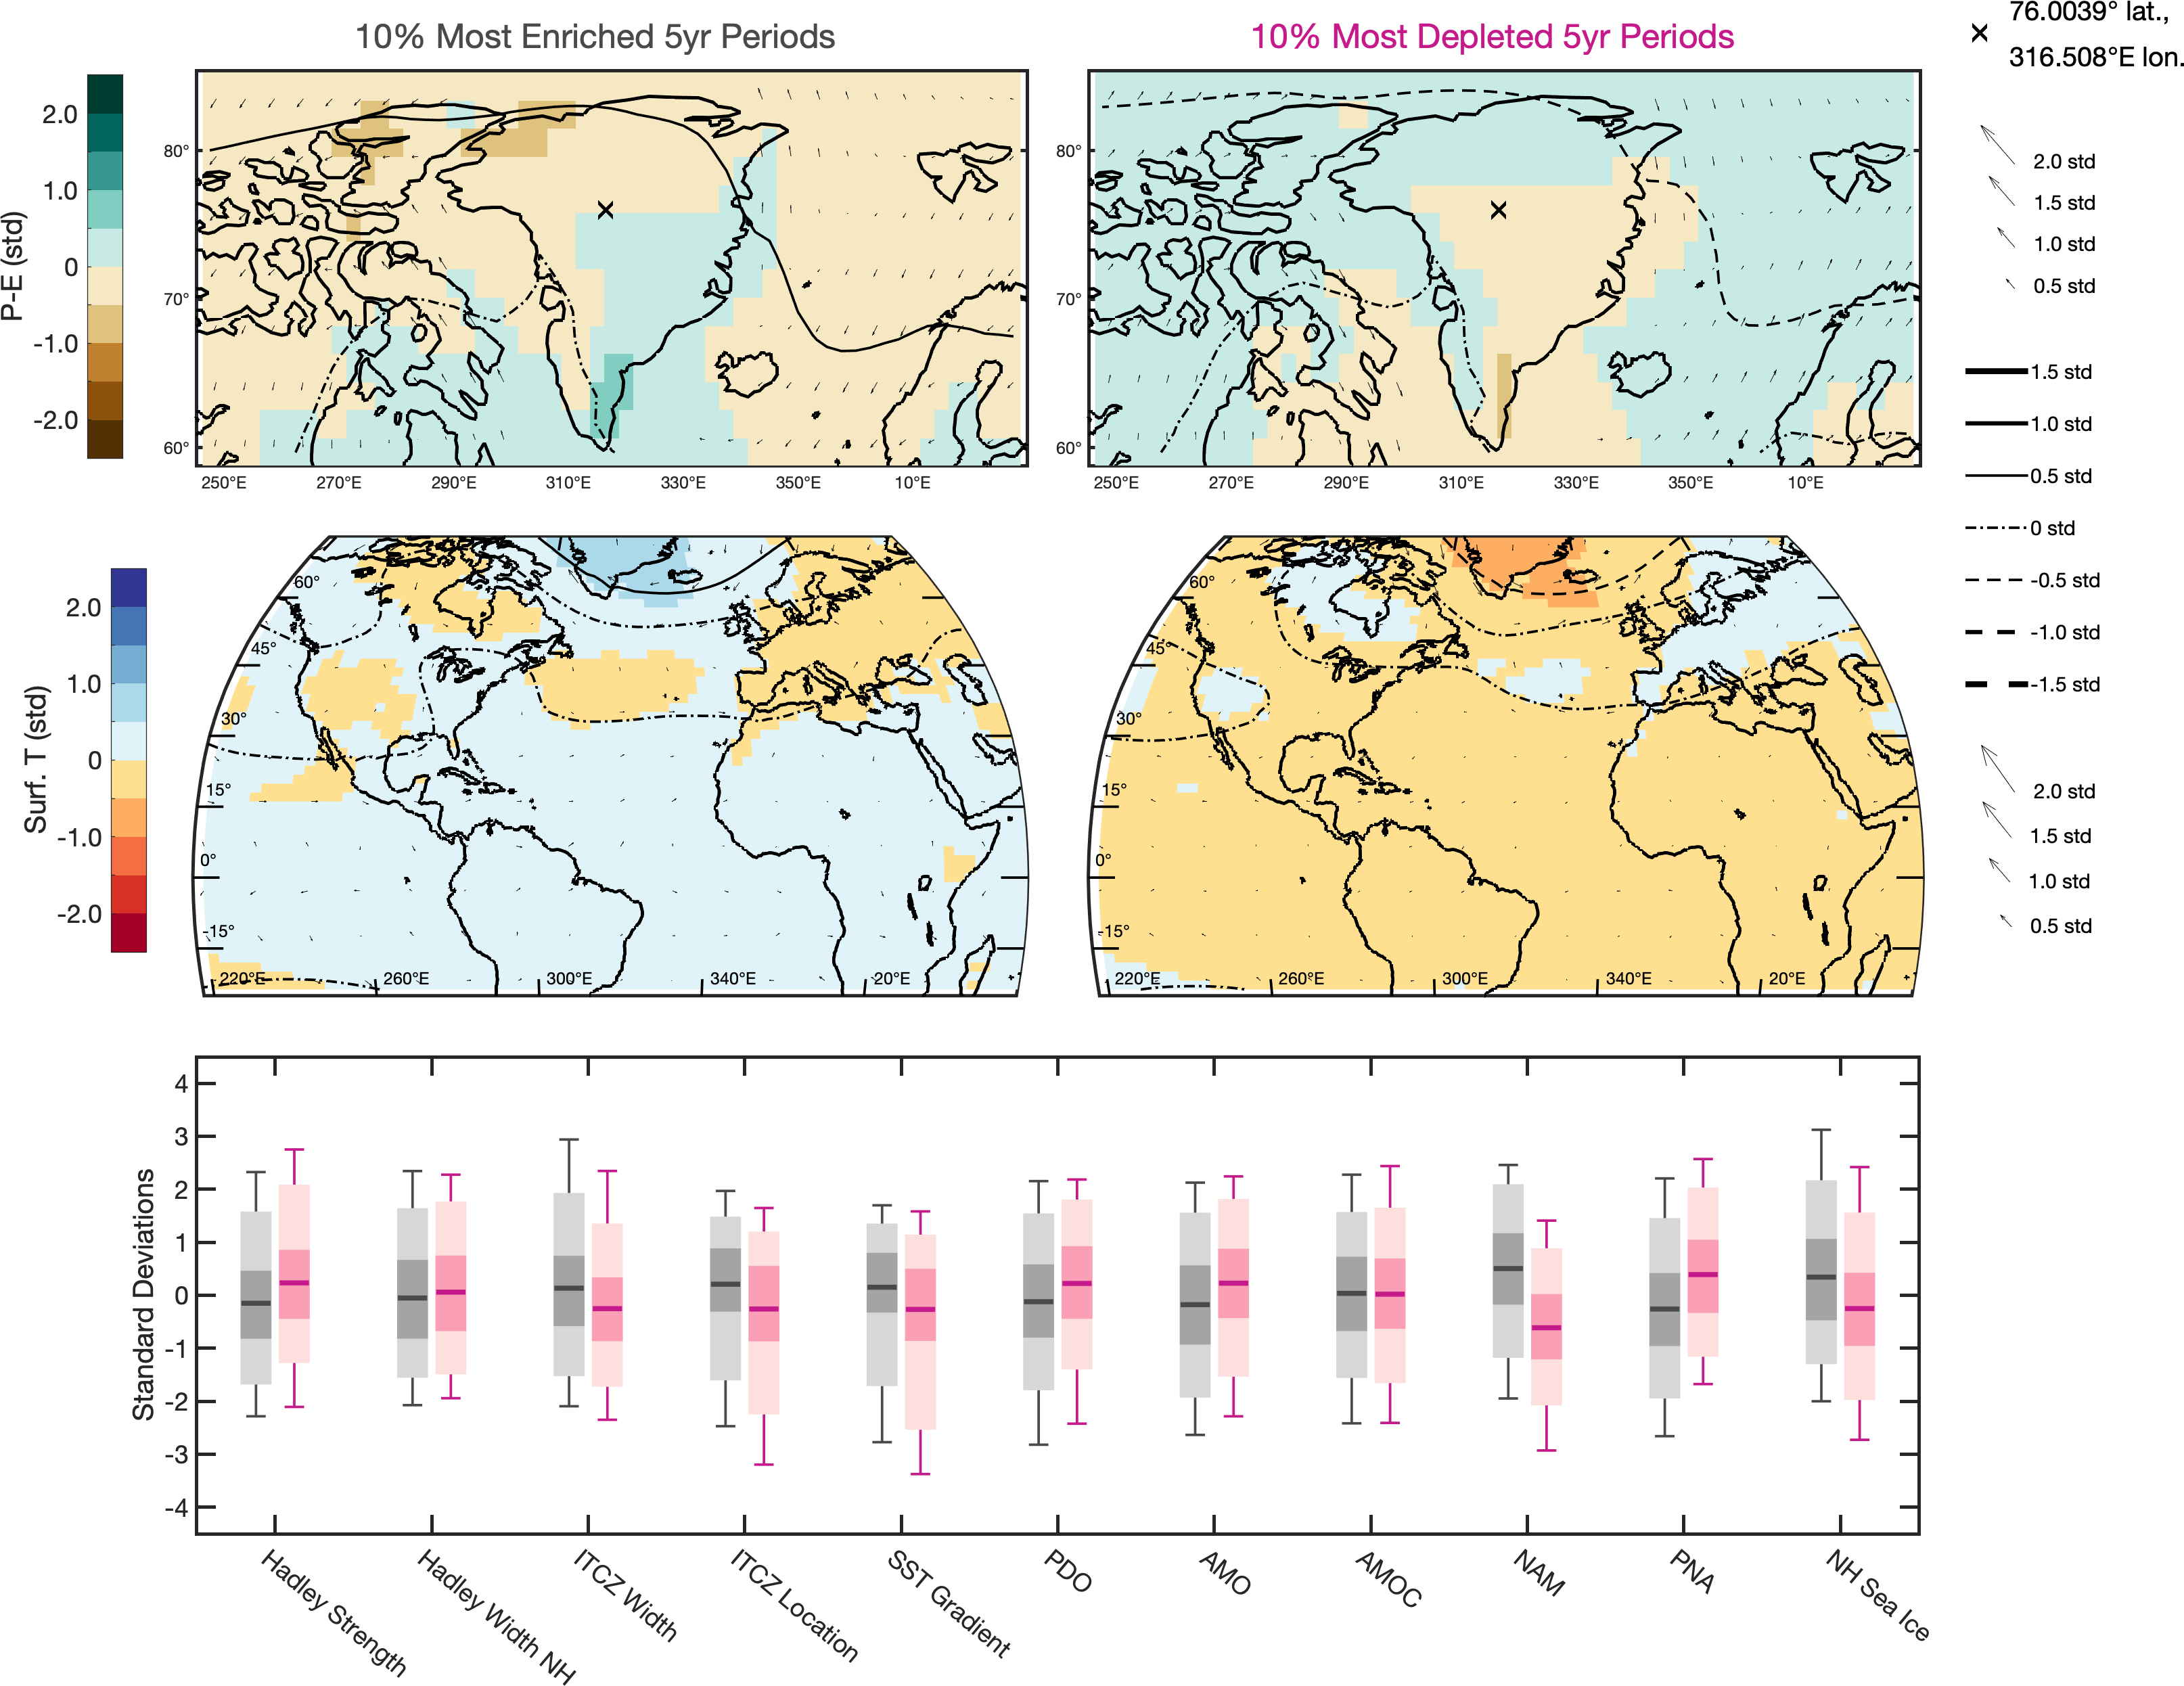 10% Most Enriched 5yr Periods
10% Most Depleted 5yr Periods
76.0039° lat.,
316.508°E lon.
P-E (std)
2.0
1.0
0
-1.0
-2.0
80°
70°
60°
250°E 270°E 290°E 310°E 330°E 350°E 10°E
80°
70°
60°
250°E 270°E 290°E 310°E 330°E 350°E 10°E
2.0 std
1.5 std
1.0 std
0.5 std
1.5 std
1.0 std
0.5 std
0 std
-0.5 std
-1.0 std
-1.5 std
Surf. T (std)
2.0
1.0
0
-1.0
-2.0
60°
45°
30°
15°
0°
-15°
220°E 260°E 300°E 340°E 20°E
60°
45°
30°
15°
0°
-15°
220°E 260°E 300°E 340°E 20°E
2.0 std
1.5 std
1.0 std
0.5 std
Standard Deviations
4
3
2
1
0
-1
-2
-3
-4
Hadley Strength
Hadley Width NH
ITCZ Width
ITCZ Location
SST Gradient
PDO
AMO
AMOC
NAM
PNA
NH Sea Ice